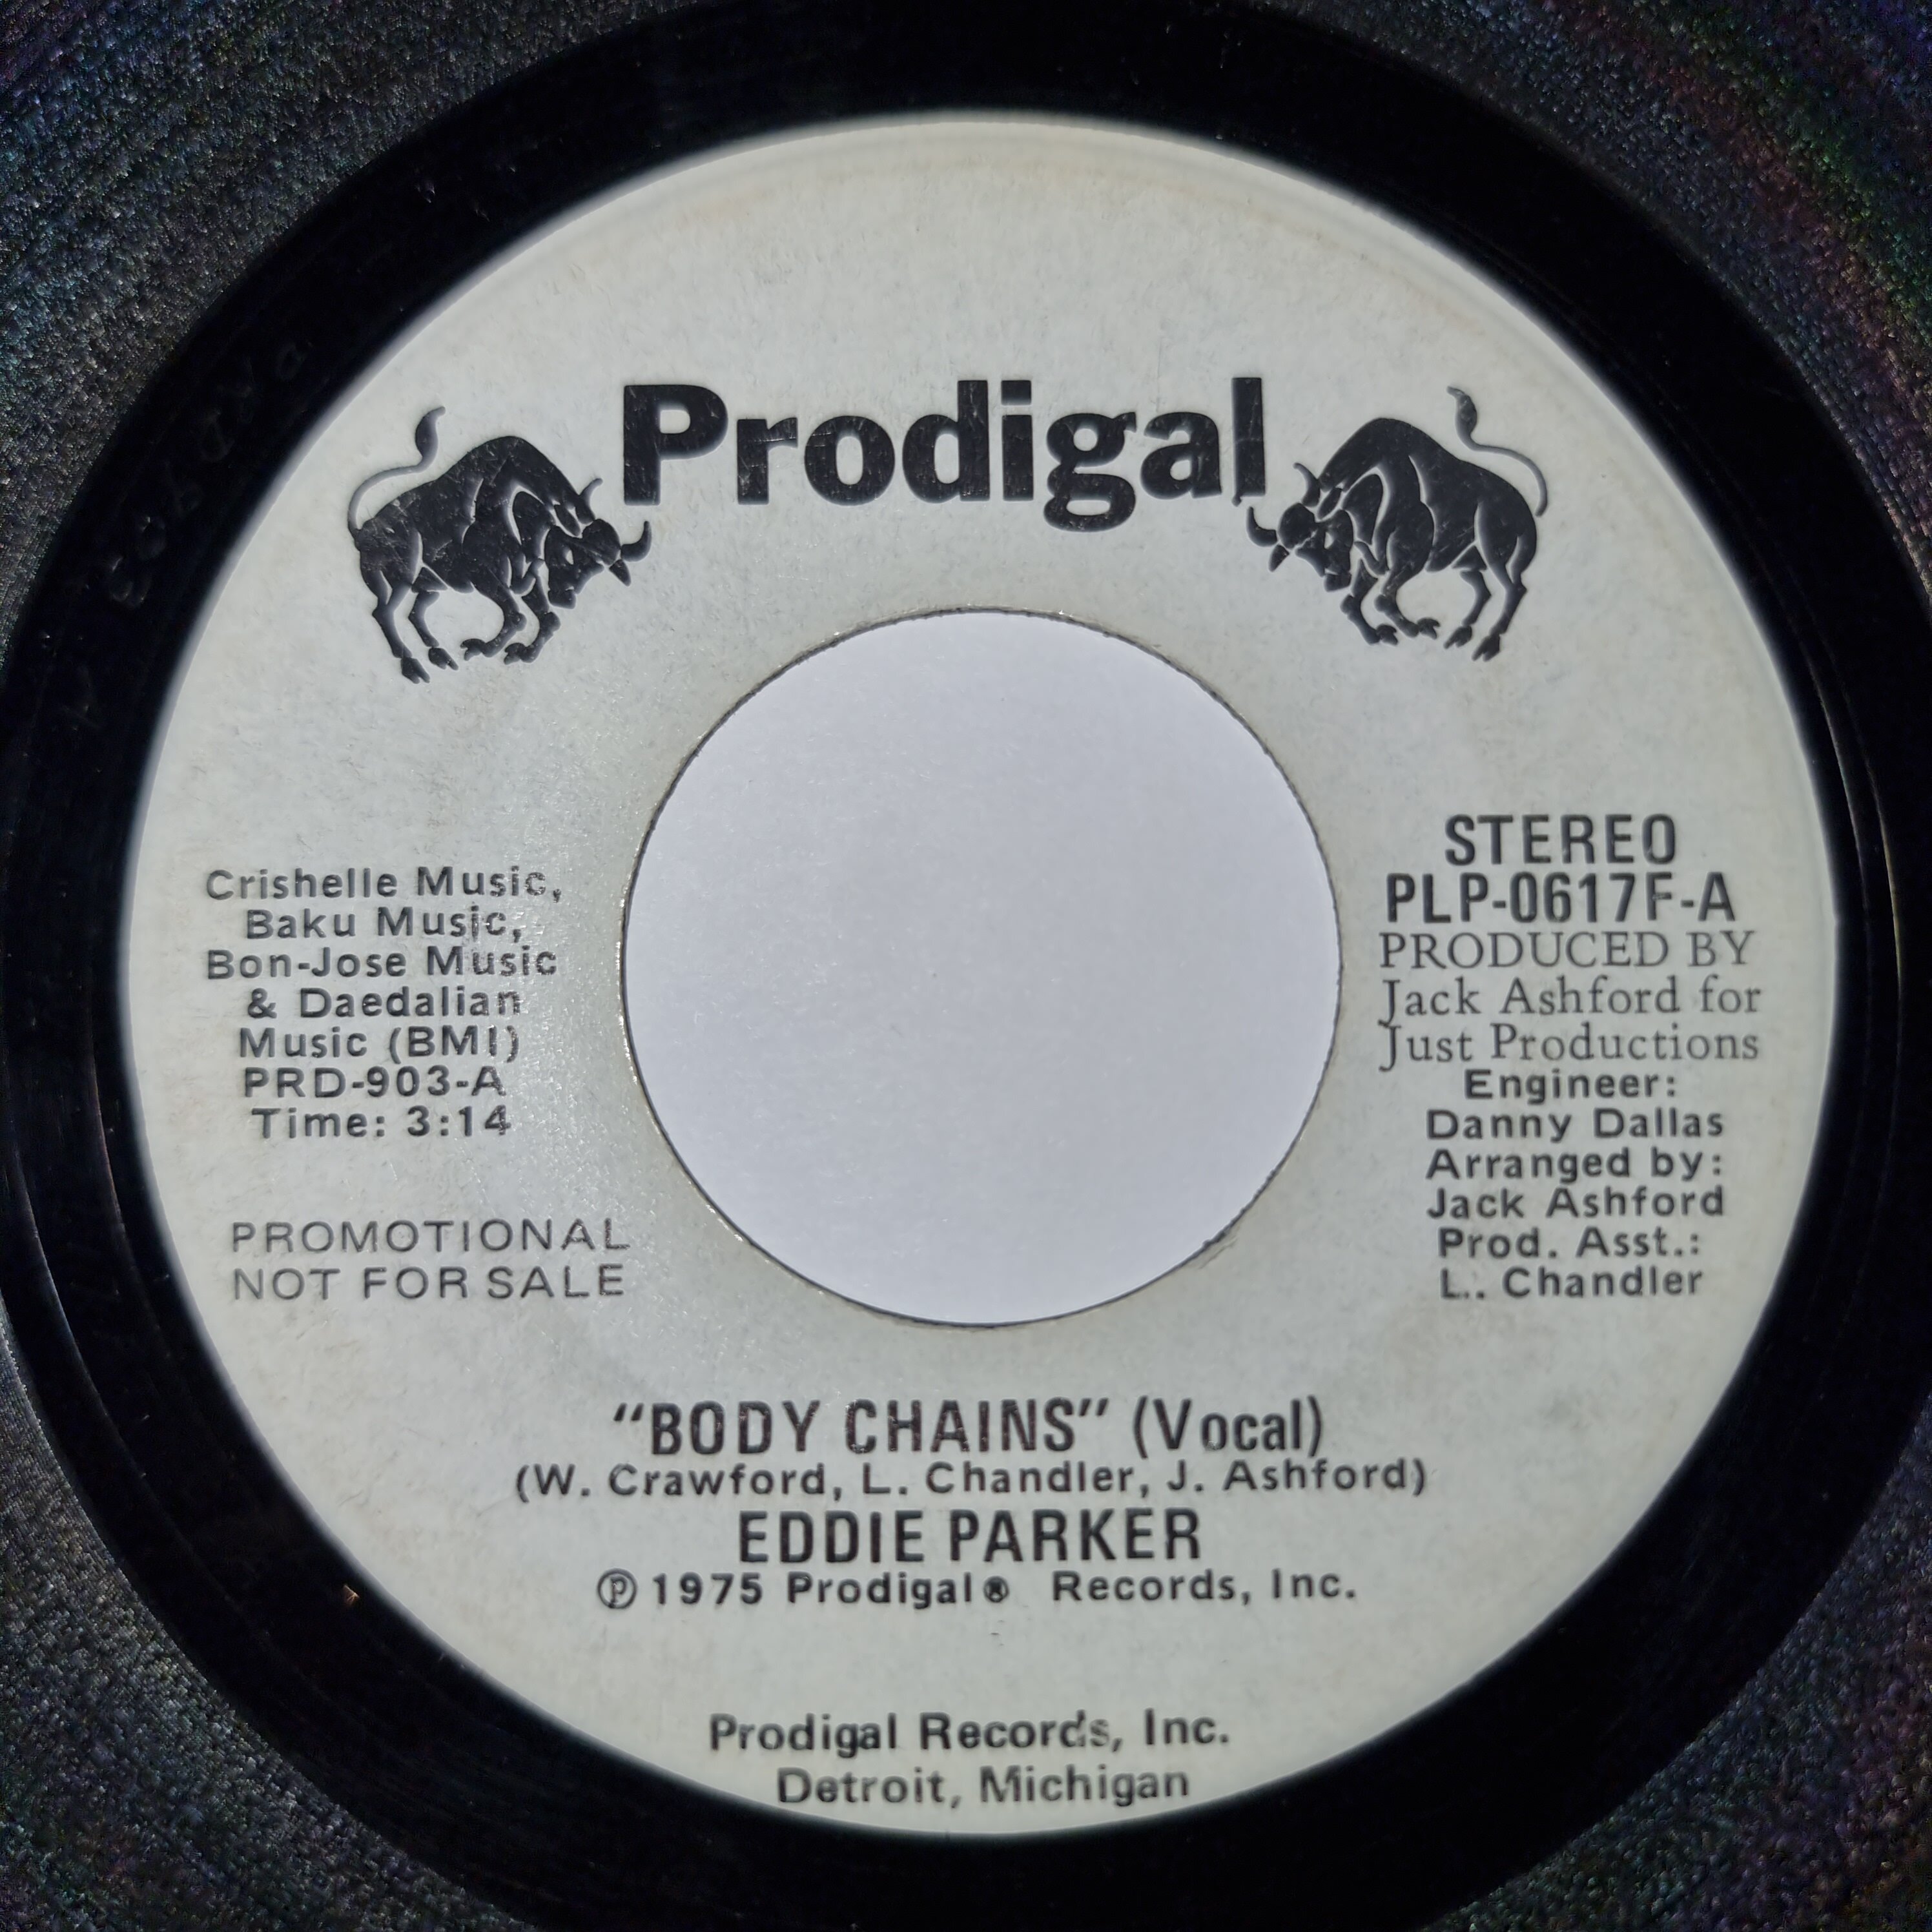 Prodigal
Crishelle Music,
Baku Music,
Bon-Jose Music
& Daedalian
Music (BMI)
PRD-903-A
Time: 3:14
PROMOTIONAL
NOT FOR SALE
STEREO
PLP-0617F-A
PRODUCED BY
Jack Ashford for
Just Productions
Engineer:
Danny Dallas
Arranged by:
Jack Ashford
Prod. Asst.:
L. Chandler
"BODY CHAINS" (Vocal)
(W. Crawford, L. Chandler, J. Ashford)
EDDIE PARKER
℗ 1975 Prodigal® Records, Inc.
Prodigal Records, Inc.
Detroit, Michigan